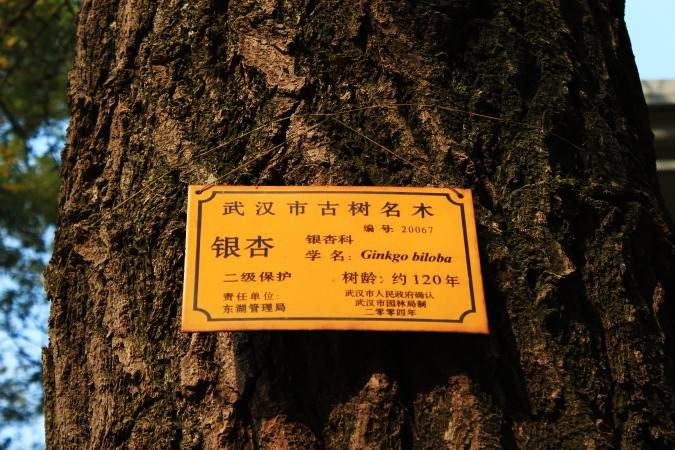 武汉市古树名木
编号: 20067
银杏
银杏科
学名: Ginkgo biloba
二级保护
树龄: 约120年
责任单位:
东湖管理局
武汉市人民政府确认
武汉市园林局制
二零零四年